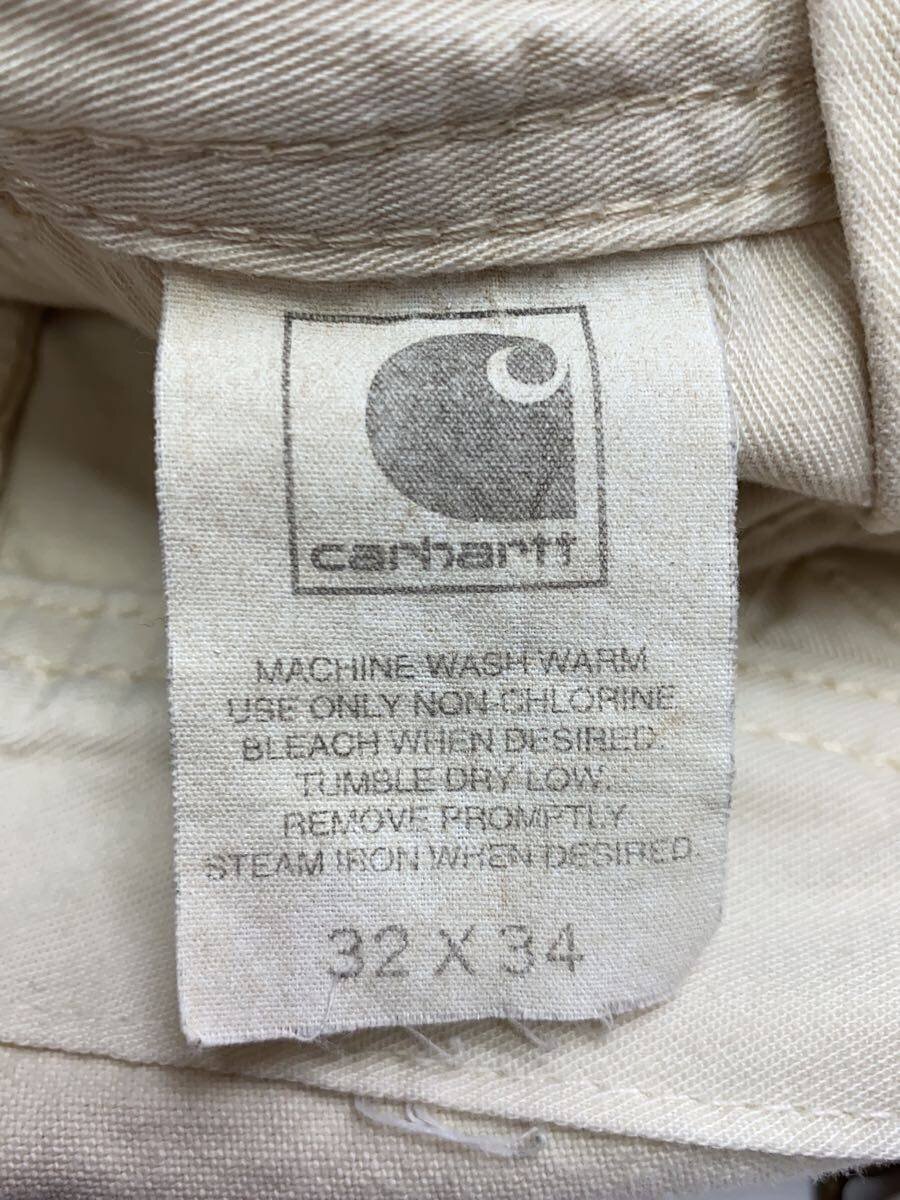 carhartt
MACHINE WASH WARM
USE ONLY NON-CHLORINE
BLEACH WHEN DESIRED.
TUMBLE DRY LOW.
REMOVE PROMPTLY
STEAM IRON WHEN DESIRED.
32 X 34